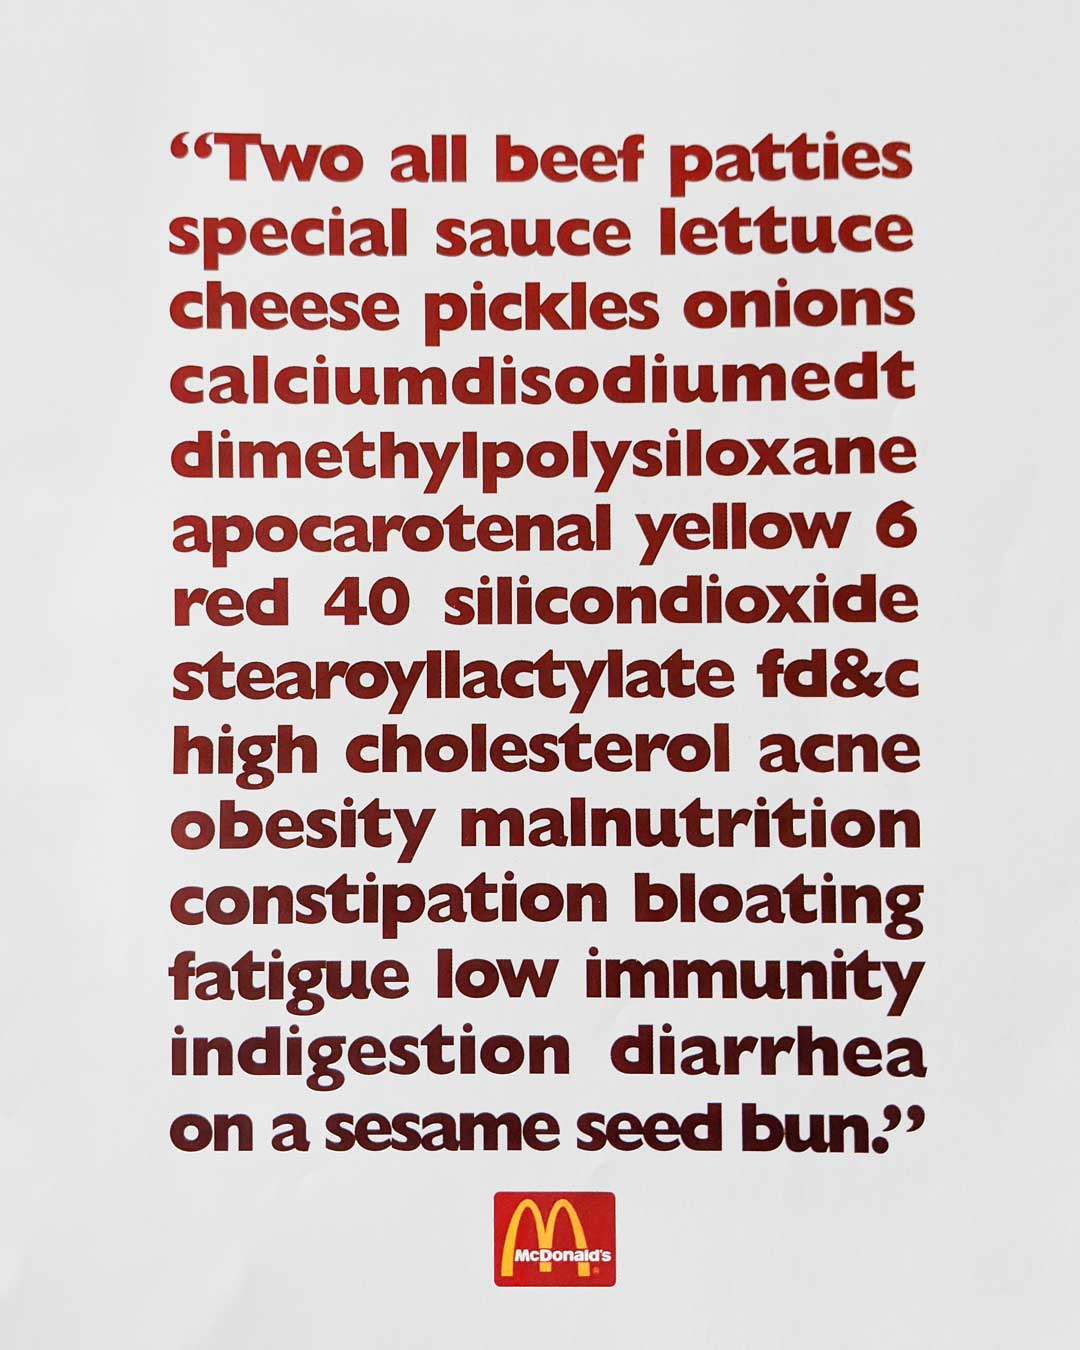 “Two all beef patties
special sauce lettuce
cheese pickles onions
calciumdisodiumedt
dimethylpolysiloxane
apocarotenal yellow 6
red 40 silicondioxide
stearoyllactylate fd&c
high cholesterol acne
obesity malnutrition
constipation bloating
fatigue low immunity
indigestion diarrhea
on a sesame seed bun.”
McDonald's